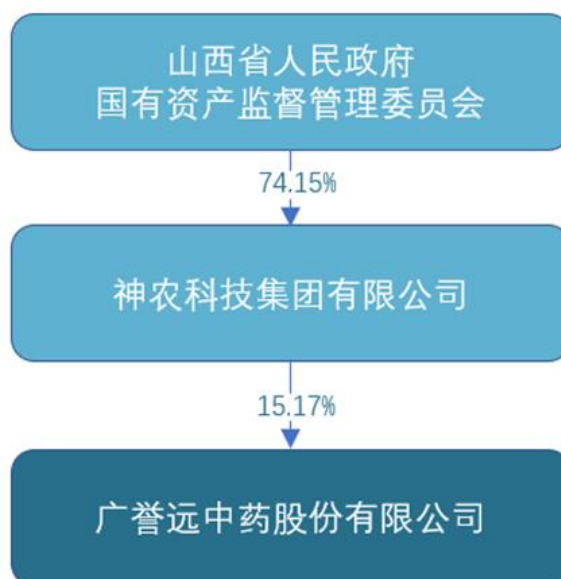 山西省人民政府
国有资产监督管理委员会
74.15%
神农科技集团有限公司
15.17%
广誉远中药股份有限公司